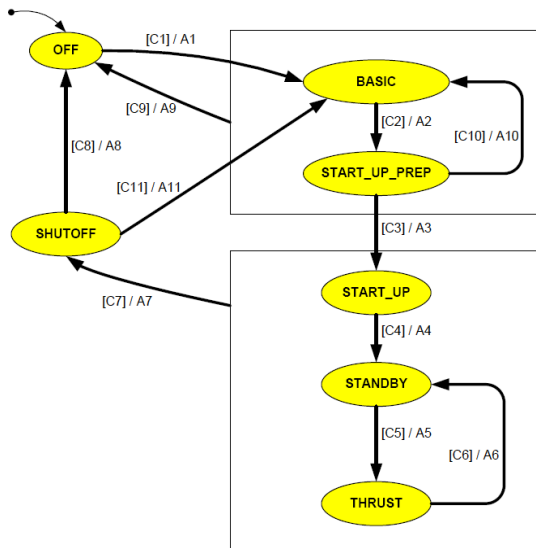 [C1] / A1
OFF
BASIC
[C9] / A9
[C2] / A2
[C10] / A10
[C8] / A8
START_UP_PREP
[C11] / A11
SHUTOFF
[C3] / A3
START_UP
[C7] / A7
[C4] / A4
STANDBY
[C5] / A5
[C6] / A6
THRUST